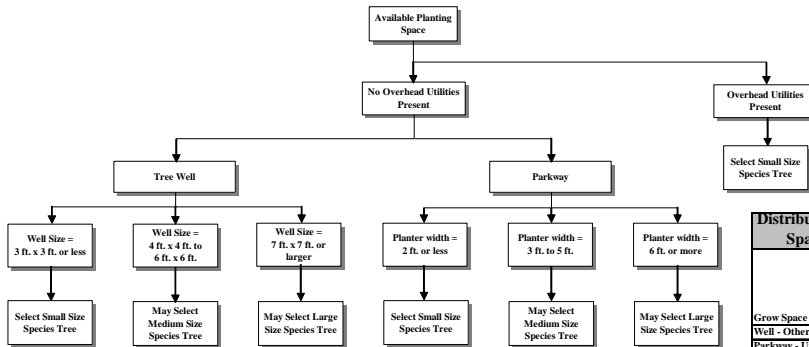 Available Planting
Space
No Overhead Utilities
Present
Overhead Utilities
Present
Select Small Size
Species Tree
Tree Well
Parkway
Well Size =
3 ft. x 3 ft. or less
Well Size =
4 ft. x 4 ft. to
6 ft. x 6 ft.
Well Size =
7 ft. x 7 ft. or
larger
Planter width =
2 ft. or less
Planter width =
3 ft. to 5 ft.
Planter width =
6 ft. or more
Select Small Size
Species Tree
May Select
Medium Size
Species Tree
May Select Large
Size Species Tree
Select Small Size
Species Tree
May Select
Medium Size
Species Tree
May Select Large
Size Species Tree
Grow Space
Well - Other
Parkway -